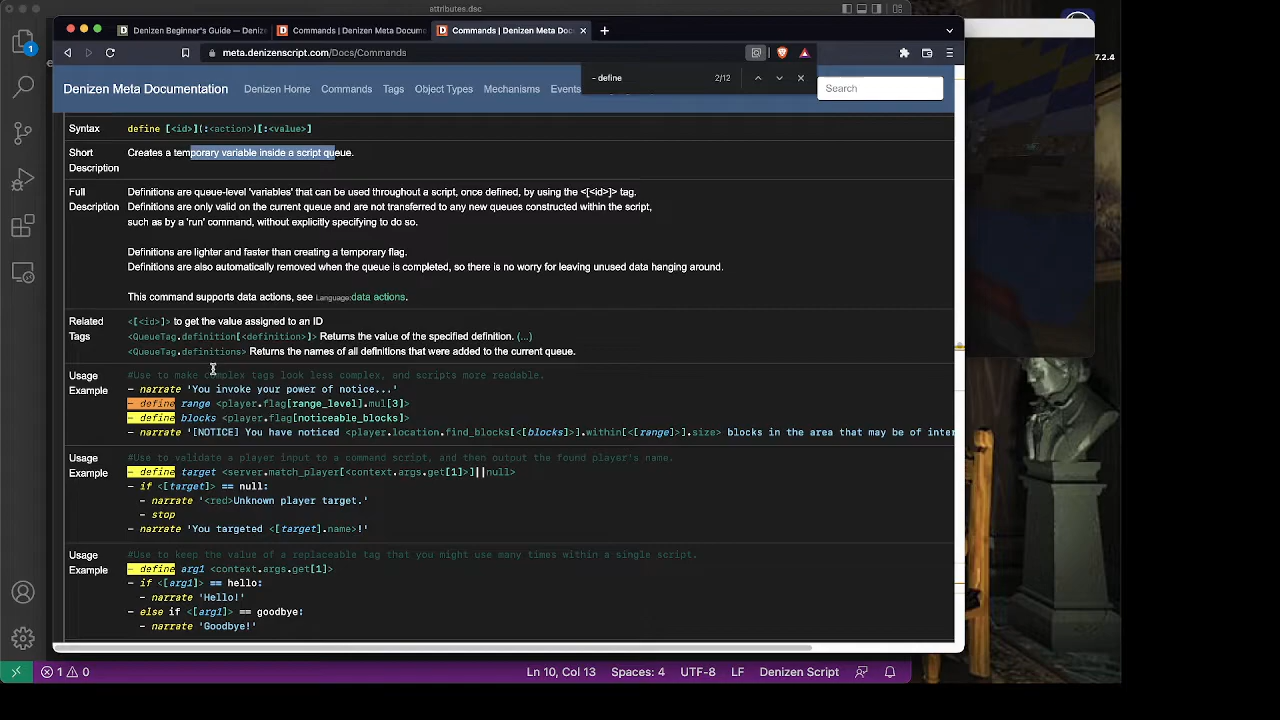 attributes.dsc
Denizen Beginner's Guide — Denize
Commands | Denizen Meta Docum
Commands | Denizen Meta Doc
meta.denizenscript.com/Docs/Commands
- define
2/12
7.2.4
Denizen Meta Documentation
Denizen Home
Commands
Tags
Object Types
Mechanisms
Events
Search
1
Syntax
define [<id>](:<action>)[:<value>]
Short Description
Creates a temporary variable inside a script queue.
Full Description
Definitions are queue-level 'variables' that can be used throughout a script, once defined, by using the <[<id>]> tag.
Definitions are only valid on the current queue and are not transferred to any new queues constructed within the script,
such as by a 'run' command, without explicitly specifying to do so.
Definitions are lighter and faster than creating a temporary flag.
Definitions are also automatically removed when the queue is completed, so there is no worry for leaving unused data hanging around.
This command supports data actions, see Language:data actions.
Related Tags
<[<id>]> to get the value assigned to an ID
<QueueTag.definition[<definition>]> Returns the value of the specified definition. (...)
<QueueTag.definitions> Returns the names of all definitions that were added to the current queue.
Usage Example
#Use to make complex tags look less complex, and scripts more readable.
- narrate 'You invoke your power of notice...'
- define range <player.flag[range_level].mul[3]>
- define blocks <player.flag[noticeable_blocks]>
- narrate '[NOTICE] You have noticed <player.location.find_blocks[<[blocks]>].within[<[range]>].size> blocks in the area that may be of inter
Usage Example
#Use to validate a player input to a command script, and then output the found player's name.
- define target <server.match_player[<context.args.get[1]>]||null>
- if <[target]> == null:
- narrate '<red>Unknown player target.'
- stop
- narrate 'You targeted <[target].name>!'
Usage Example
#Use to keep the value of a replaceable tag that you might use many times within a single script.
- define arg1 <context.args.get[1]>
- if <[arg1]> == hello:
- narrate 'Hello!'
- else if <[arg1]> == goodbye:
- narrate 'Goodbye!'
1 0
Ln 10, Col 13
Spaces: 4
UTF-8
LF
Denizen Script